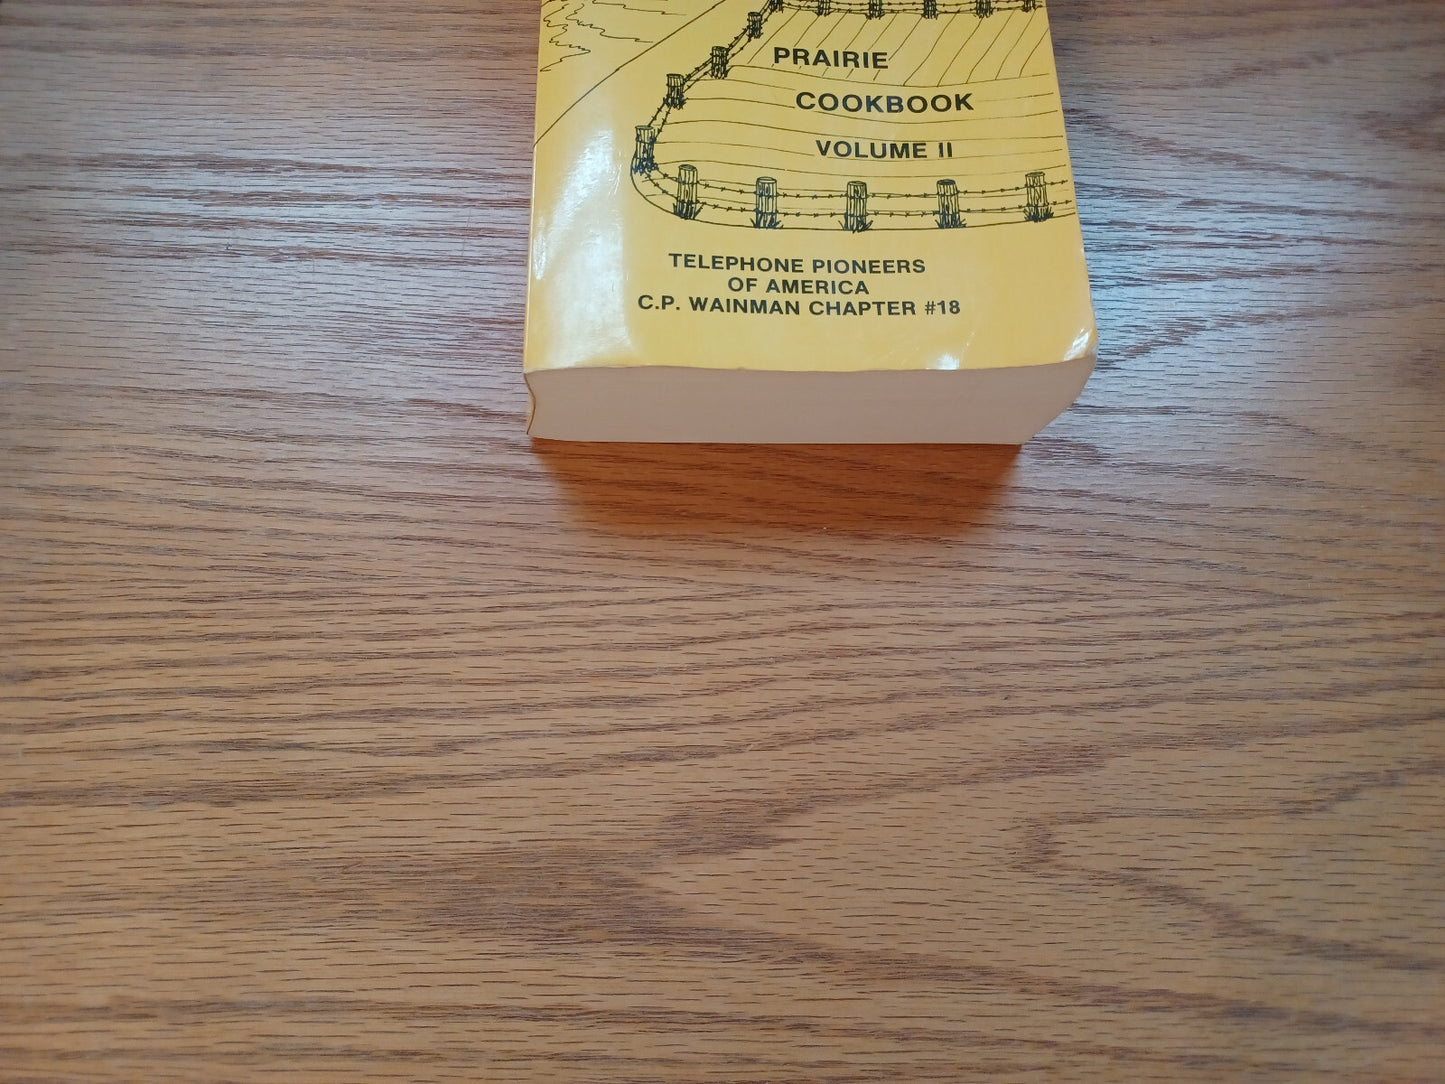 PRAIRIE
COOKBOOK
VOLUME II
TELEPHONE PIONEERS
OF AMERICA
C.P. WAINMAN CHAPTER #18